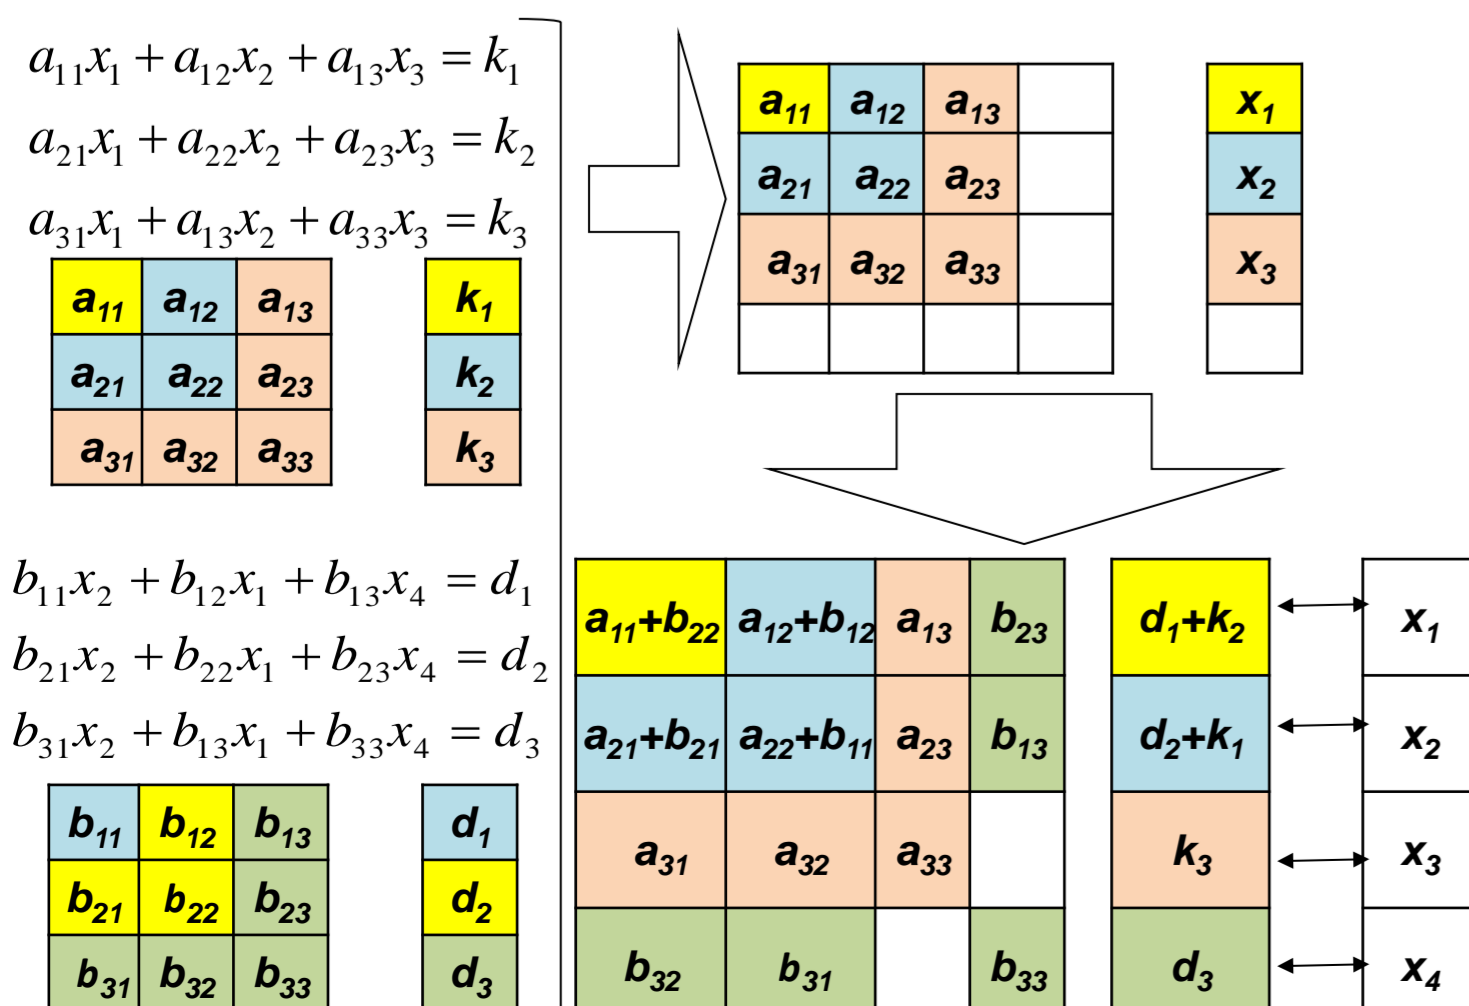 a₁₁x₁ + a₁₂x₂ + a₁₃x₃ = k₁
a₂₁x₁ + a₂₂x₂ + a₂₃x₃ = k₂
a₃₁x₁ + a₁₃x₂ + a₃₃x₃ = k₃
a₁₁ a₁₂ a₁₃ k₁
a₂₁ a₂₂ a₂₃ k₂
a₃₁ a₃₂ a₃₃ k₃
b₁₁x₂ + b₁₂x₁ + b₁₃x₄ = d₁
b₂₁x₂ + b₂₂x₁ + b₂₃x₄ = d₂
b₃₁x₂ + b₁₃x₁ + b₃₃x₄ = d₃
b₁₁ b₁₂ b₁₃ d₁
b₂₁ b₂₂ b₂₃ d₂
b₃₁ b₃₂ b₃₃ d₃
a₁₁ a₁₂ a₁₃ x₁
a₂₁ a₂₂ a₂₃ x₂
a₃₁ a₃₂ a₃₃ x₃
a₁₁+b₂₂ a₁₂+b₁₂ a₁₃ b₂₃ d₁+k₂ x₁
a₂₁+b₂₁ a₂₂+b₁₁ a₂₃ b₁₃ d₂+k₁ x₂
a₃₁ a₃₂ a₃₃ k₃ x₃
b₃₂ b₃₁ b₃₃ d₃ x₄